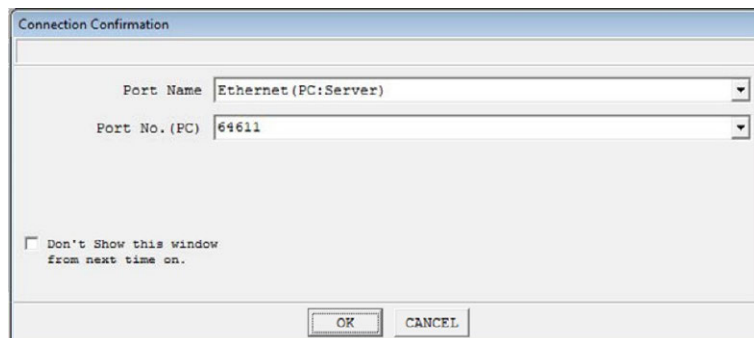 Connection Confirmation
Port Name Ethernet(PC:Server)
Port No.(PC) 64611
Don't Show this window
from next time on.
OK CANCEL